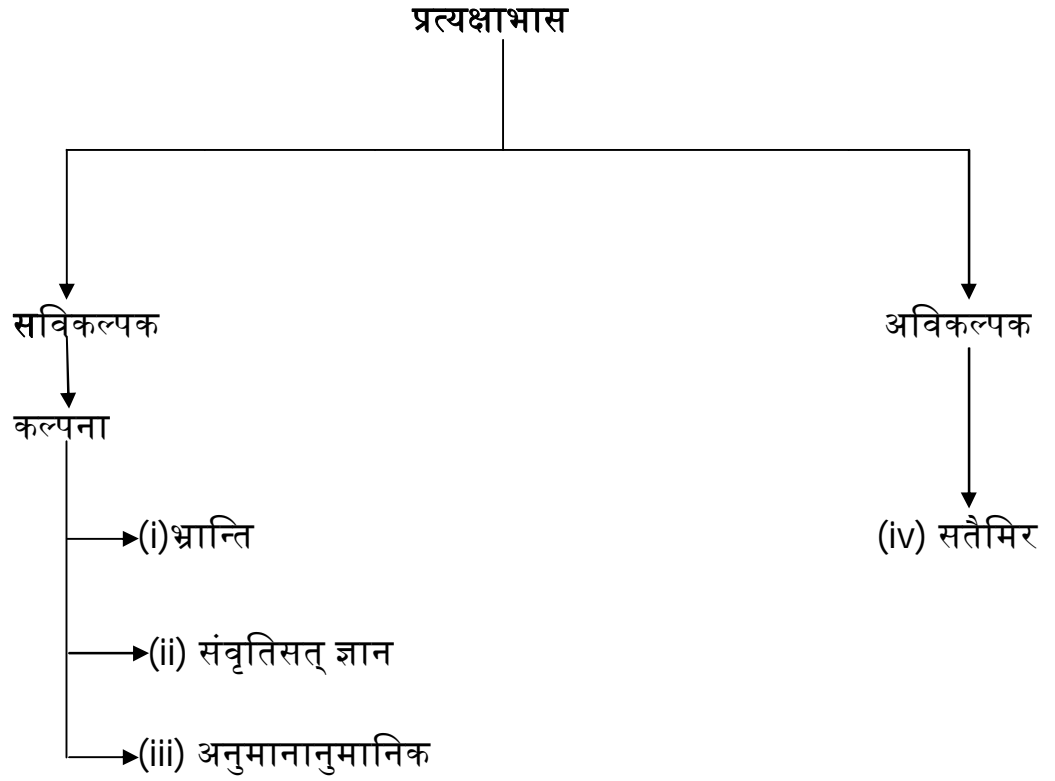 प्रत्यक्षाभास
सविकल्पक
अविकल्पक
कल्पना
(i)भ्रान्ति
(iv) सतैमिर
(ii) संवृतिसत् ज्ञान
(iii) अनुमानानुमानिक